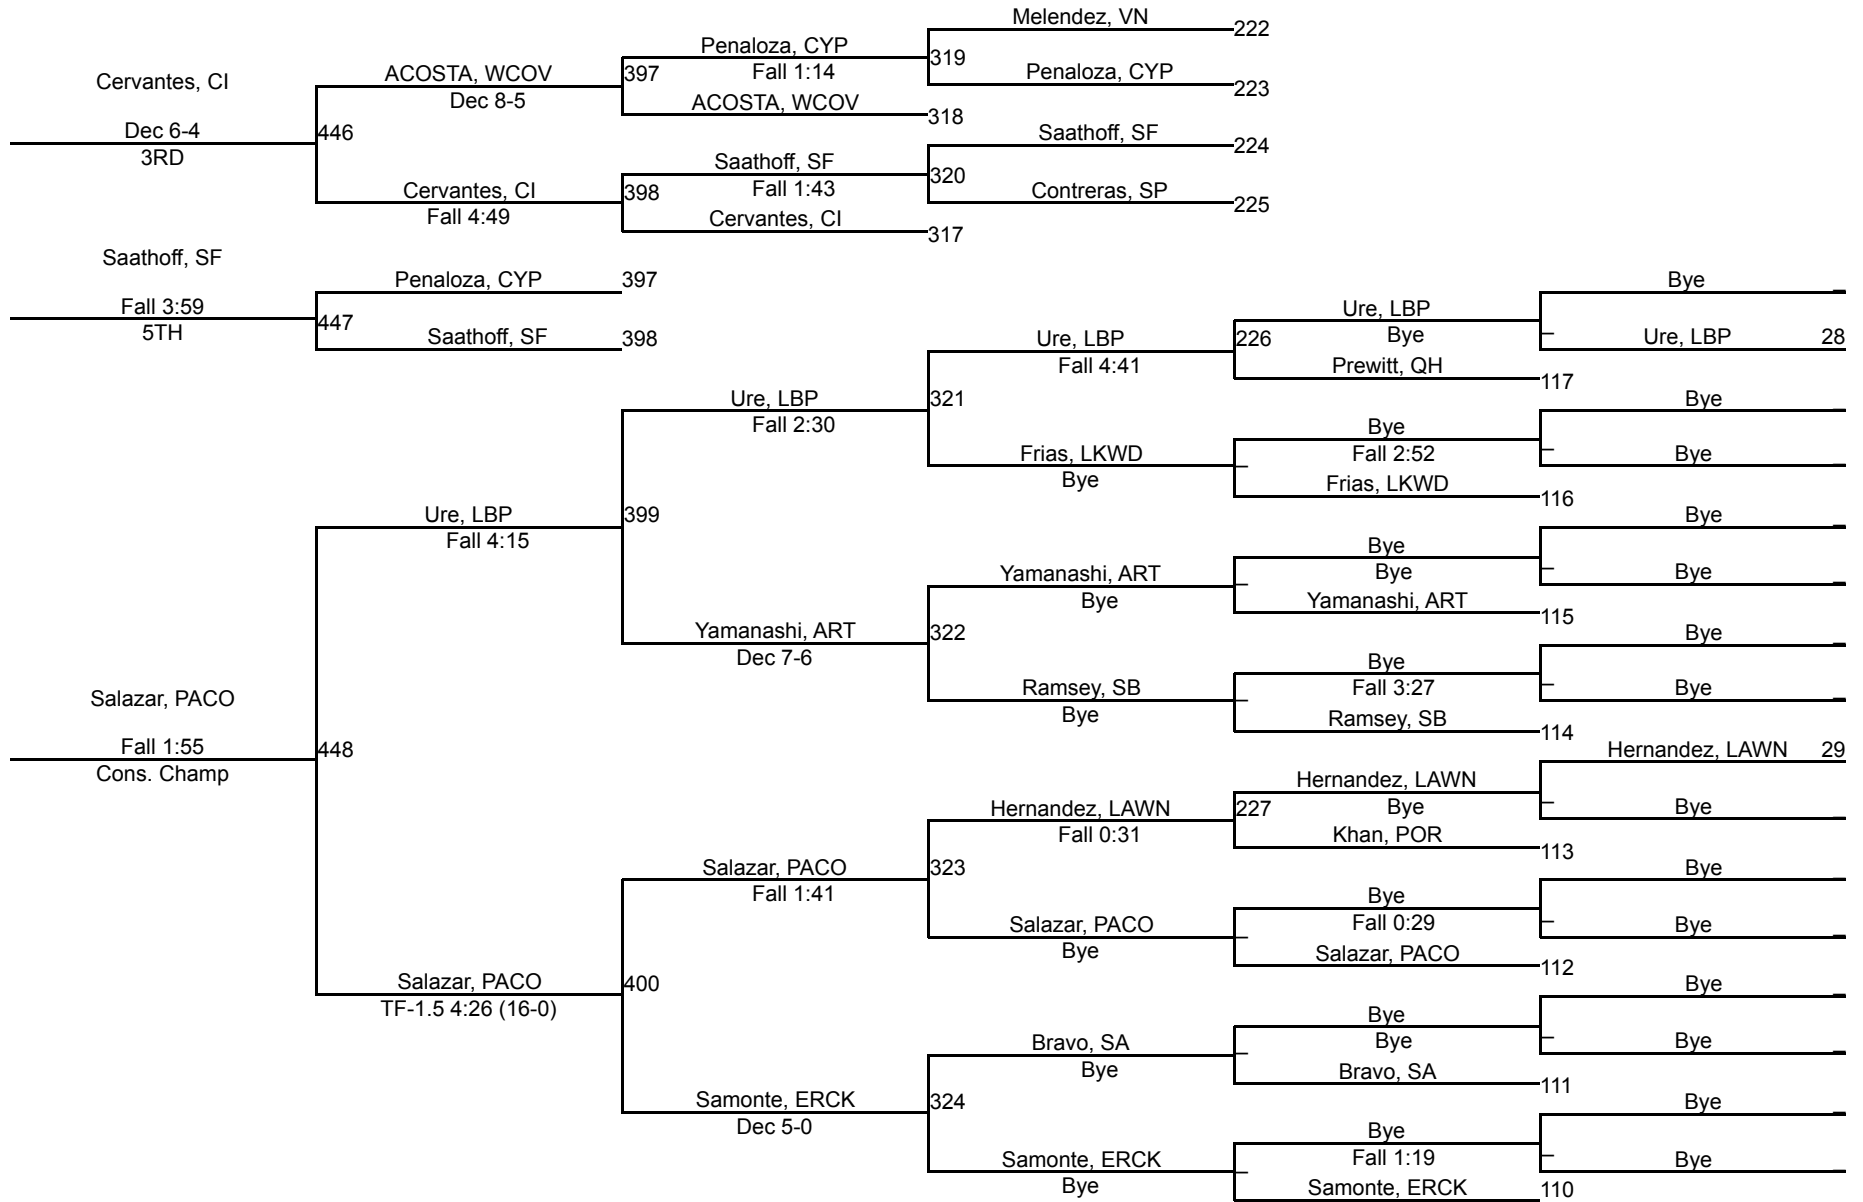 Melendez, VN
222
Penaloza, CYP
319
Fall 1:14
Penaloza, CYP
223
Cervantes, CI
ACOSTA, WCOV
397
Dec 8-5
ACOSTA, WCOV
318
Dec 6-4
446
3RD
Saathoff, SF
224
Saathoff, SF
320
Fall 1:43
Contreras, SP
225
Cervantes, CI
398
Fall 4:49
Cervantes, CI
317
Saathoff, SF
Penaloza, CYP
397
Fall 3:59
447
5TH
Saathoff, SF
398
Bye
Ure, LBP
Bye
Ure, LBP 28
Ure, LBP
226
Fall 4:41
Prewitt, QH
117
Ure, LBP
321
Fall 2:30
Bye
Bye
Fall 2:52
Bye
Frias, LKWD
Bye
Frias, LKWD
116
Ure, LBP
399
Fall 4:15
Bye
Bye
Bye
Bye
Yamanashi, ART
Bye
Yamanashi, ART
115
Yamanashi, ART
322
Dec 7-6
Bye
Bye
Fall 3:27
Bye
Ramsey, SB
Bye
Ramsey, SB
114
Salazar, PACO
Fall 1:55
448
Cons. Champ
Hernandez, LAWN 29
Hernandez, LAWN
Bye
Bye
Hernandez, LAWN
227
Fall 0:31
Khan, POR
113
Salazar, PACO
323
Fall 1:41
Bye
Bye
Fall 0:29
Bye
Salazar, PACO
Bye
Salazar, PACO
112
Salazar, PACO
400
TF-1.5 4:26 (16-0)
Bye
Bye
Bye
Bye
Bravo, SA
Bye
Bravo, SA
111
Samonte, ERCK
324
Dec 5-0
Bye
Bye
Fall 1:19
Bye
Samonte, ERCK
Bye
Samonte, ERCK
110